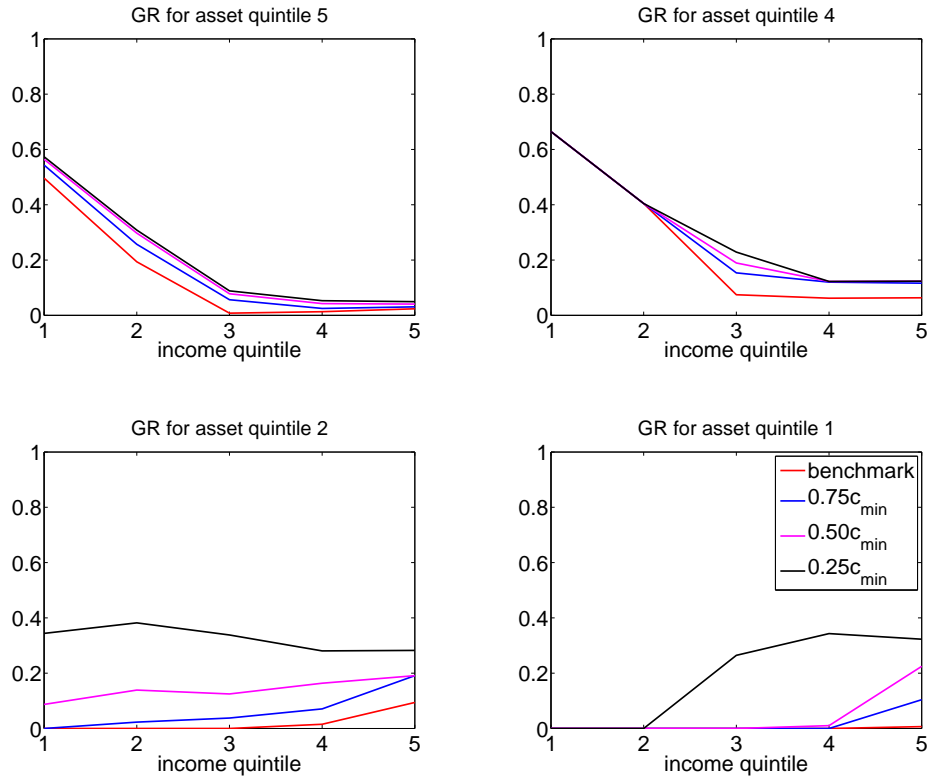 GR for asset quintile 5
1
0.8
0.6
0.4
0.2
0
1 2 3 4 5
income quintile
GR for asset quintile 4
1
0.8
0.6
0.4
0.2
0
1 2 3 4 5
income quintile
GR for asset quintile 2
1
0.8
0.6
0.4
0.2
0
1 2 3 4 5
income quintile
GR for asset quintile 1
1
0.8
0.6
0.4
0.2
0
1 2 3 4 5
income quintile
benchmark
0.75c_min
0.50c_min
0.25c_min